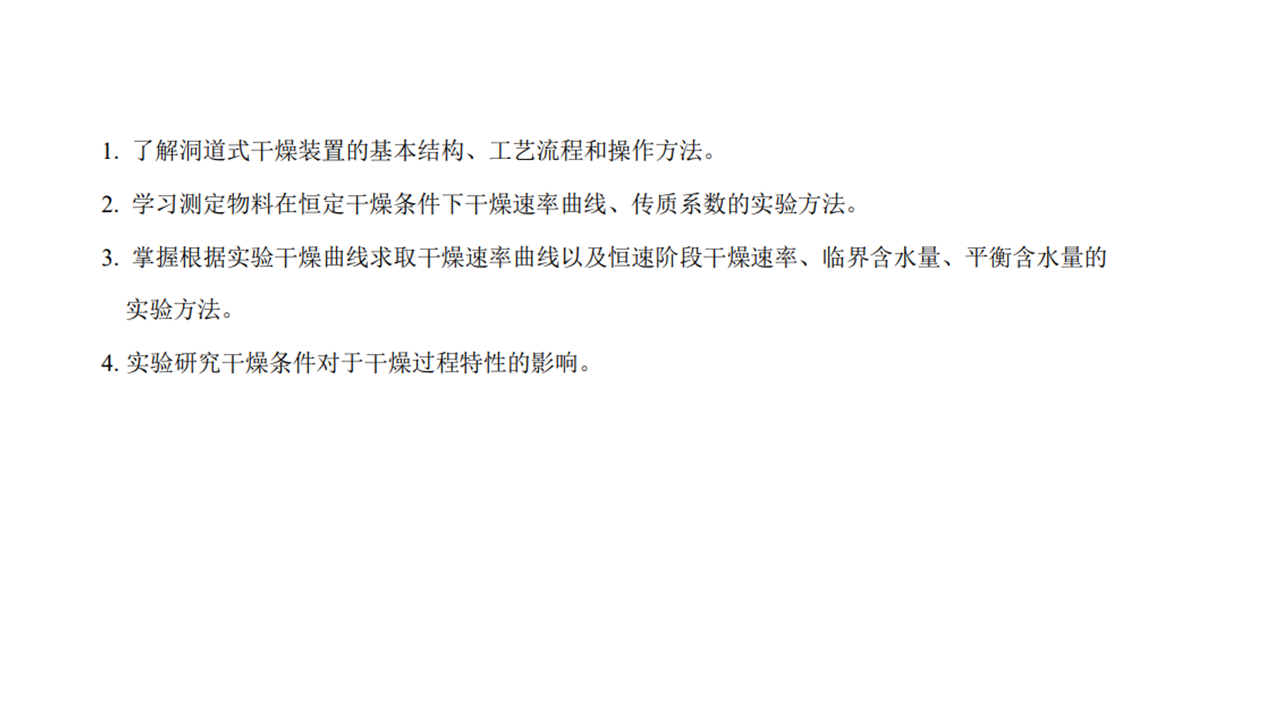 1. 了解洞道式干燥装置的基本结构、工艺流程和操作方法。
2. 学习测定物料在恒定干燥条件下干燥速率曲线、传质系数的实验方法。
3. 掌握根据实验干燥曲线求取干燥速率曲线以及恒速阶段干燥速率、临界含水量、平衡含水量的
实验方法。
4. 实验研究干燥条件对于干燥过程特性的影响。